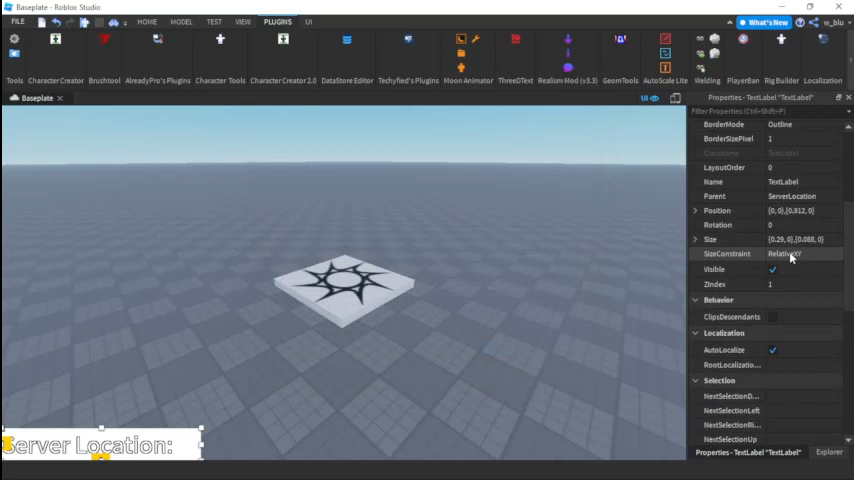 Baseplate - Roblox Studio
FILE HOME MODEL TEST VIEW PLUGINS UI What's New w_blu
Tools Character Creator Brushtool AlreadyPro's Plugins Character Tools Character Creator 2.0 DataStore Editor Techyfied's Plugins Moon Animator ThreeDText Realism Mod (v3.3) GeomTools AutoScale Lite Welding PlayerBan Rig Builder Localization
Baseplate UI Properties - TextLabel "TextLabel"
Filter Properties (Ctrl+Shift+P)
BorderMode Outline
BorderSizePixel 1
ClassName TextLabel
LayoutOrder 0
Name TextLabel
Parent ServerLocation
Position {0, 0},{0.912, 0}
Rotation 0
Size {0.29, 0},{0.088, 0}
SizeConstraint RelativeXY
Visible
ZIndex 1
Behavior
ClipsDescendants
Localization
AutoLocalize
RootLocalizatio...
Selection
NextSelectionD...
NextSelectionLeft
NextSelectionRi...
NextSelectionUp
Server Location:
Properties - TextLabel "TextLabel" Explorer